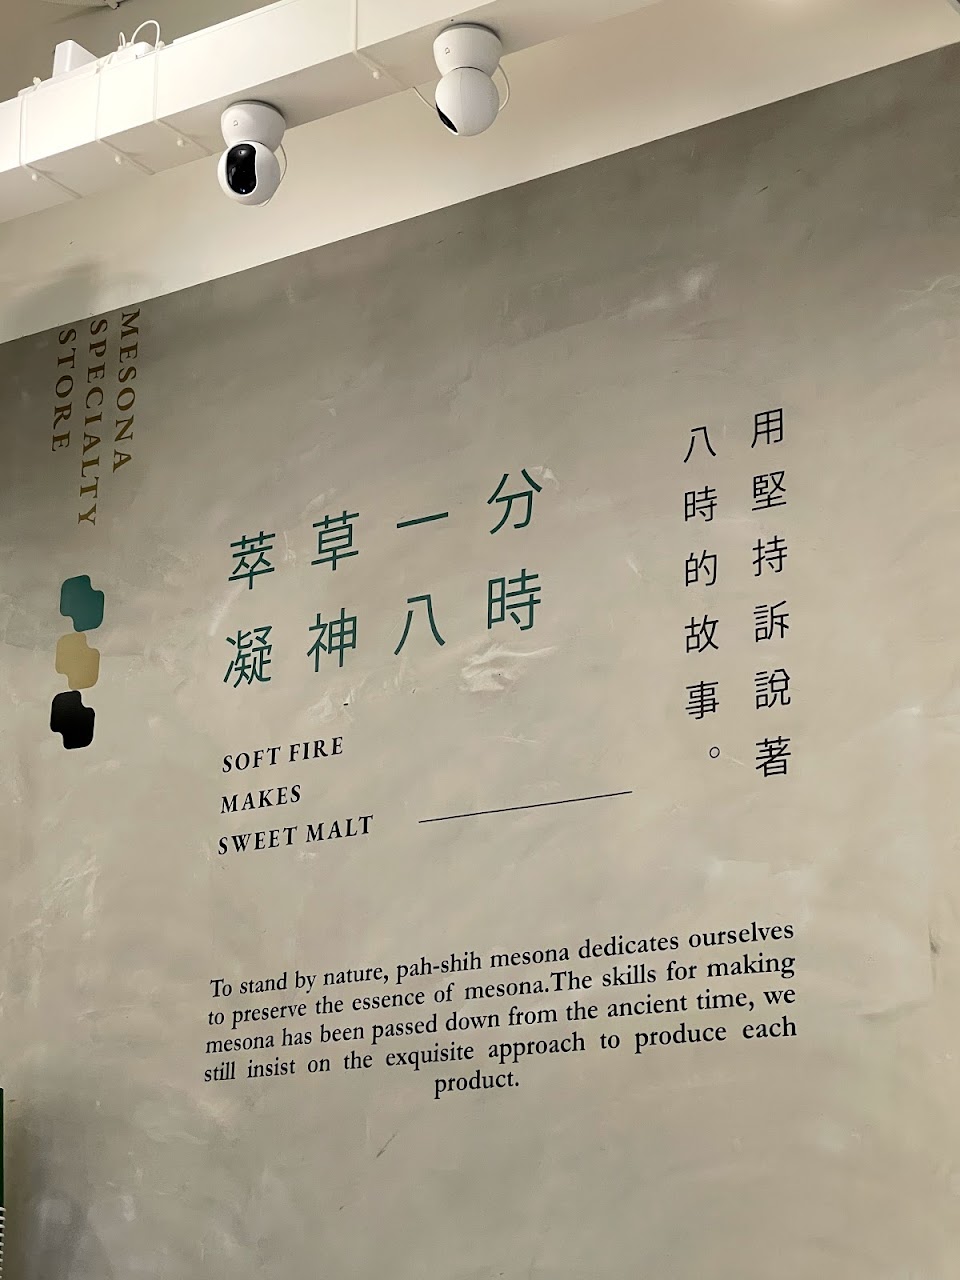 MESONA
SPECIALTY
STORE
萃草一分
凝神八時
用堅持訴說著
八時的故事。
SOFT FIRE
MAKES
SWEET MALT
To stand by nature, pah-shih mesona dedicates ourselves
to preserve the essence of mesona.The skills for making
mesona has been passed down from the ancient time, we
still insist on the exquisite approach to produce each
product.